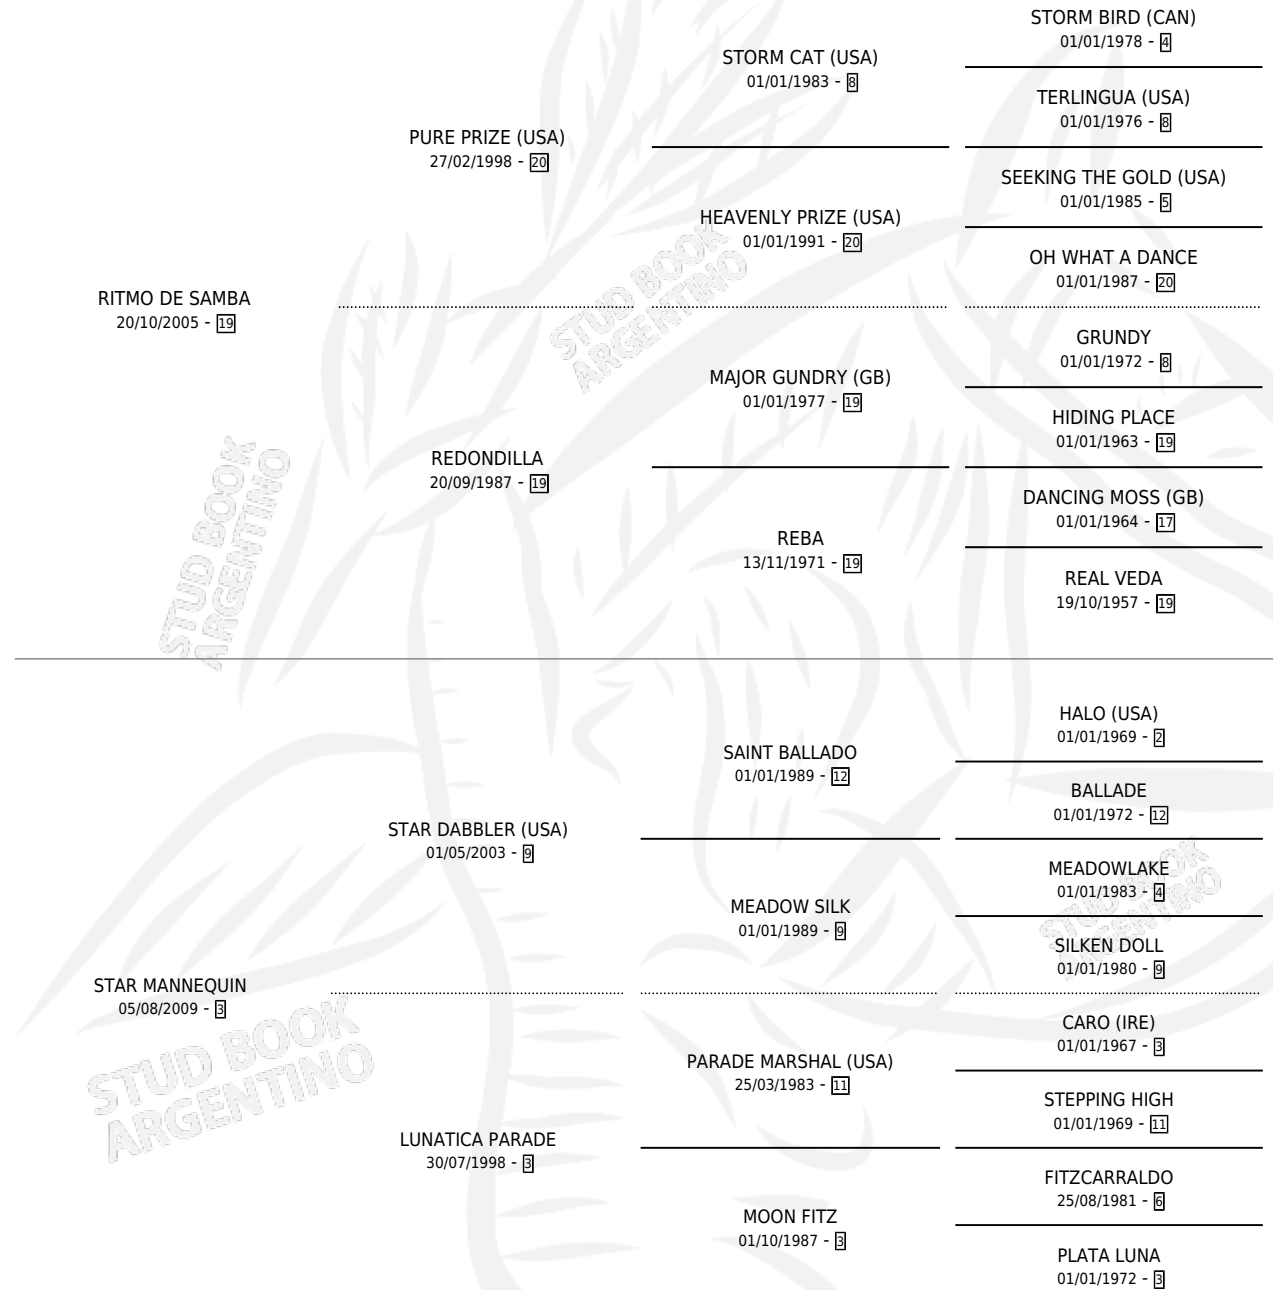 STORM BIRD (CAN)
01/01/1978 - 4
STORM CAT (USA)
01/01/1983 - 8
TERLINGUA (USA)
01/01/1976 - 8
PURE PRIZE (USA)
27/02/1998 - 20
SEEKING THE GOLD (USA)
01/01/1985 - 5
HEAVENLY PRIZE (USA)
01/01/1991 - 20
OH WHAT A DANCE
01/01/1987 - 20
RITMO DE SAMBA
20/10/2005 - 19
GRUNDY
01/01/1972 - 8
MAJOR GUNDRY (GB)
01/01/1977 - 19
HIDING PLACE
01/01/1963 - 19
REDONDILLA
20/09/1987 - 19
DANCING MOSS (GB)
01/01/1964 - 17
REBA
13/11/1971 - 19
REAL VEDA
19/10/1957 - 19
STUD BOOK
ARGENTINO
STUD BOOK
ARGENTINO
HALO (USA)
01/01/1969 - 2
SAINT BALLADO
01/01/1989 - 12
BALLADE
01/01/1972 - 12
STAR DABBLER (USA)
01/05/2003 - 9
MEADOWLAKE
01/01/1983 - 4
MEADOW SILK
01/01/1989 - 9
SILKEN DOLL
01/01/1980 - 9
STAR MANNEQUIN
05/08/2009 - 3
CARO (IRE)
01/01/1967 - 3
PARADE MARSHAL (USA)
25/03/1983 - 11
STEPPING HIGH
01/01/1969 - 11
LUNATICA PARADE
30/07/1998 - 3
FITZCARRALDO
25/08/1981 - 6
MOON FITZ
01/10/1987 - 3
PLATA LUNA
01/01/1972 - 3
STUD BOOK
ARGENTINO
STUD BOOK
ARGENTINO